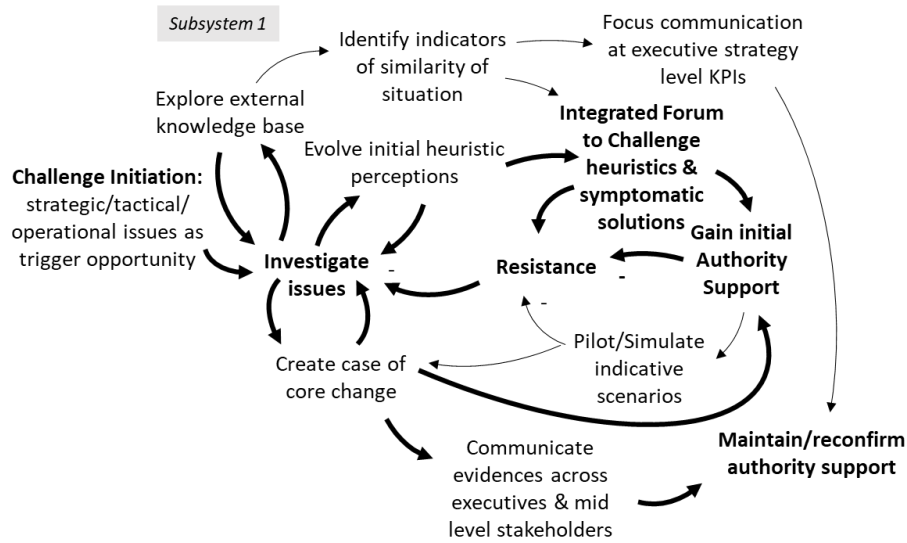 Subsystem 1
Identify indicators
of similarity of
situation
Focus communication
at executive strategy
level KPIs
Explore external
knowledge base
Integrated Forum
to Challenge
heuristics &
symptomatic
solutions
Evolve initial heuristic
perceptions
Challenge Initiation:
strategic/tactical/
operational issues as
trigger opportunity
Gain initial
Authority
Support
Investigate
issues
-
Resistance
-
-
Pilot/Simulate
indicative
scenarios
Create case of
core change
Maintain/reconfirm
authority support
Communicate
evidences across
executives & mid
level stakeholders